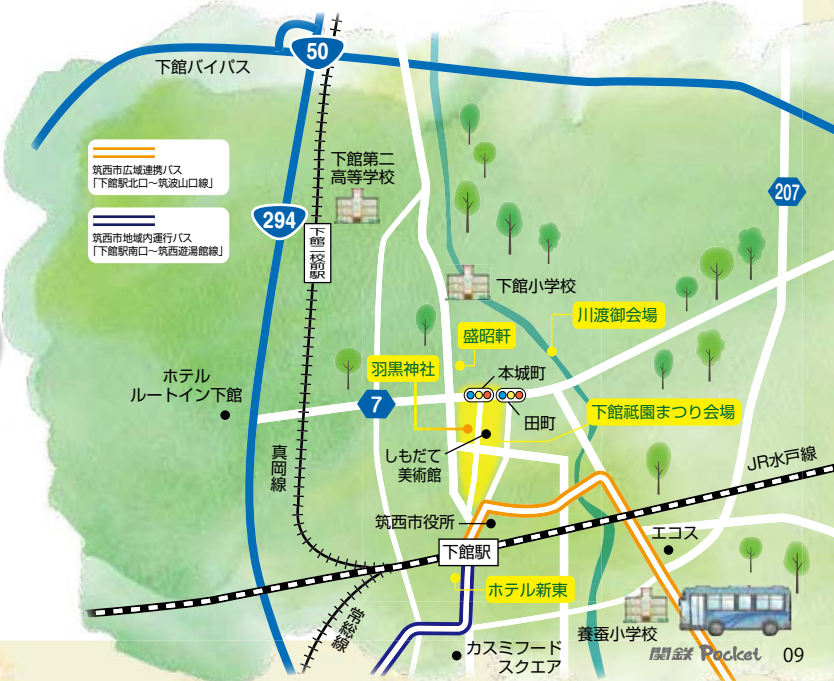 50
下館バイパス
筑西市広域連携バス
「下館駅北口〜筑波山口線」
筑西市地域内運行バス
「下館駅南口〜筑西遊湯館線」
下館第二
高等学校
294
下館二校前駅
207
下館小学校
川渡御会場
盛昭軒
羽黒神社
本城町
ホテル
ルートイン下館
7
田町
下館祗園まつり会場
しもだて
美術館
真岡線
JR水戸線
筑西市役所
エコス
下館駅
ホテル新東
常総線
養蚕小学校
カスミフード
スクエア
関鉄 Pocket 09